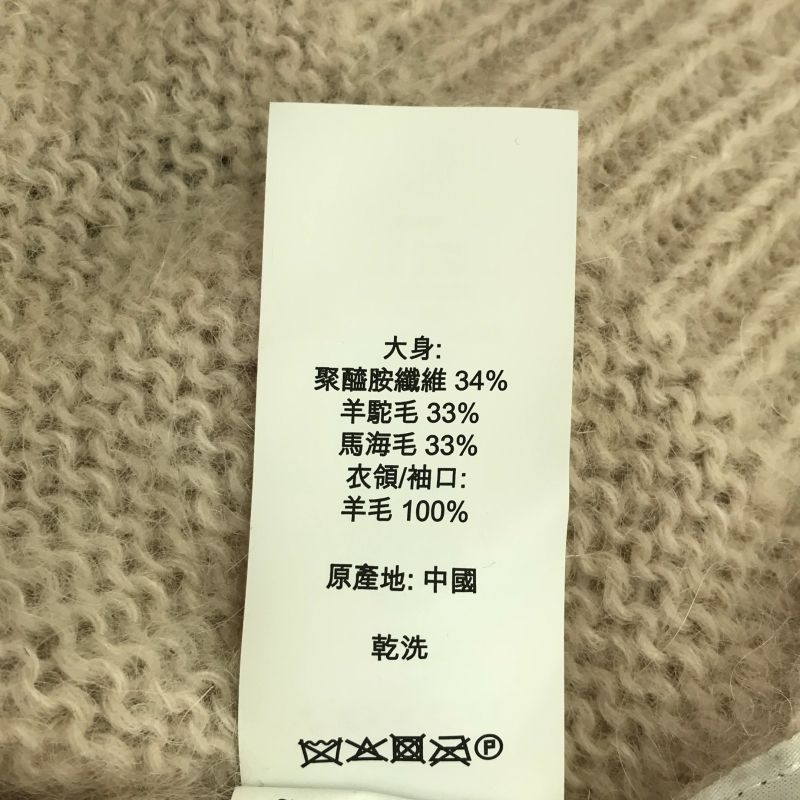 大身:
聚醯胺纖維 34%
羊駝毛 33%
馬海毛 33%
衣領/袖口:
羊毛 100%
原產地: 中國
乾洗
P